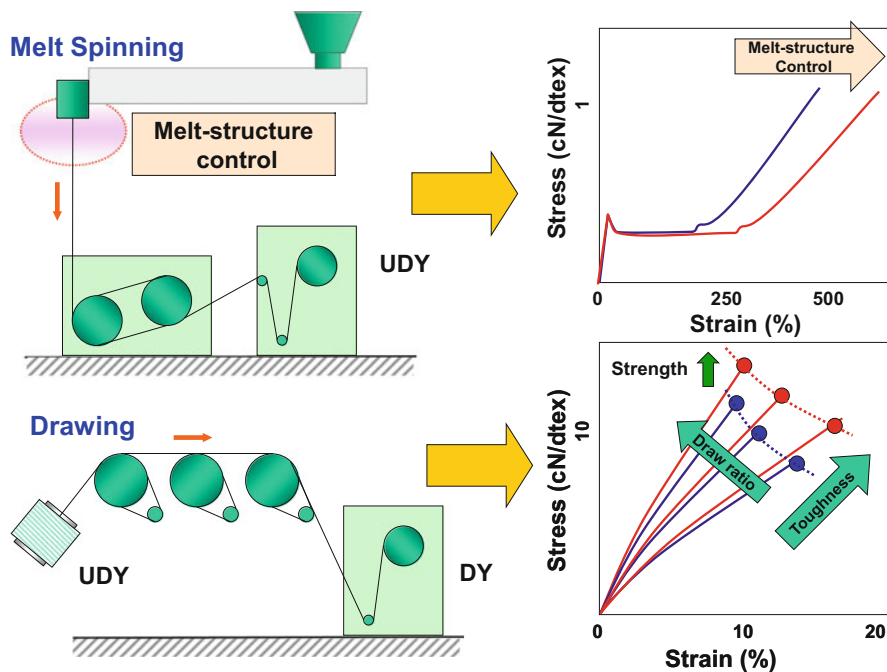 Melt Spinning
Melt-structure
control
UDY
Stress (cN/dtex)
1
Melt-structure
Control
0
250
500
Strain (%)
Drawing
UDY
DY
Stress (cN/dtex)
10
Strength
Draw ratio
Toughness
0
10
20
Strain (%)